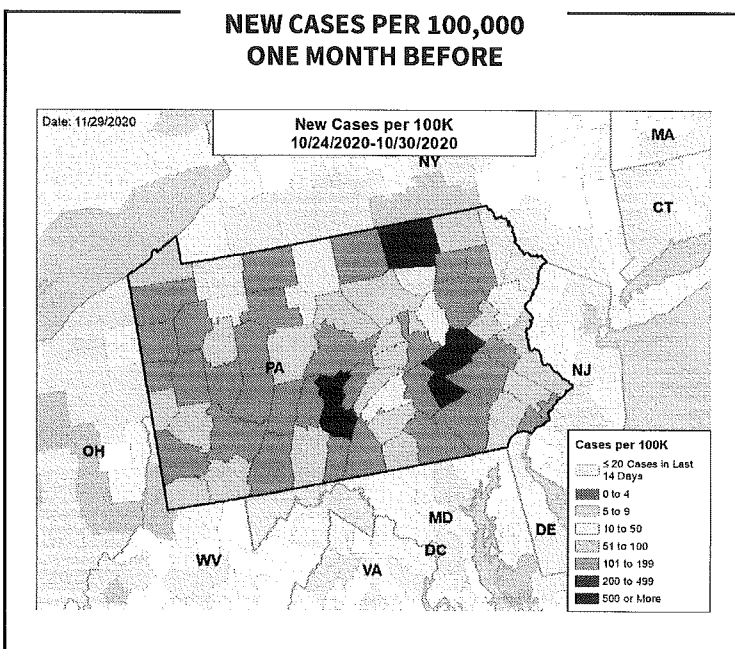 NEW CASES PER 100,000
ONE MONTH BEFORE
Date: 11/29/2020
New Cases per 100K
10/24/2020-10/30/2020
NY
MA
CT
PA
NJ
OH
MD
DE
WV
VA
DC
Cases per 100K
≤ 20 Cases in Last
14 Days
0 to 4
5 to 9
10 to 50
51 to 100
101 to 199
200 to 499
500 or More